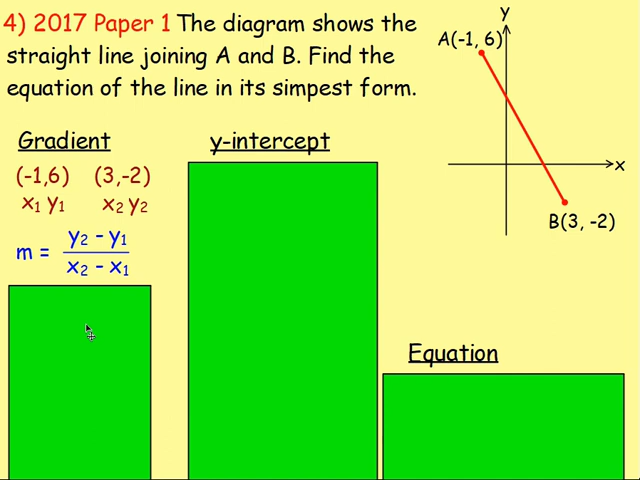 4) 2017 Paper 1 The diagram shows the
straight line joining A and B. Find the
equation of the line in its simpest form.
y
A(-1, 6)
x
B(3, -2)
Gradient
(-1,6) (3,-2)
x₁ y₁ x₂ y₂
m = y₂ - y₁
x₂ - x₁
y-intercept
Equation